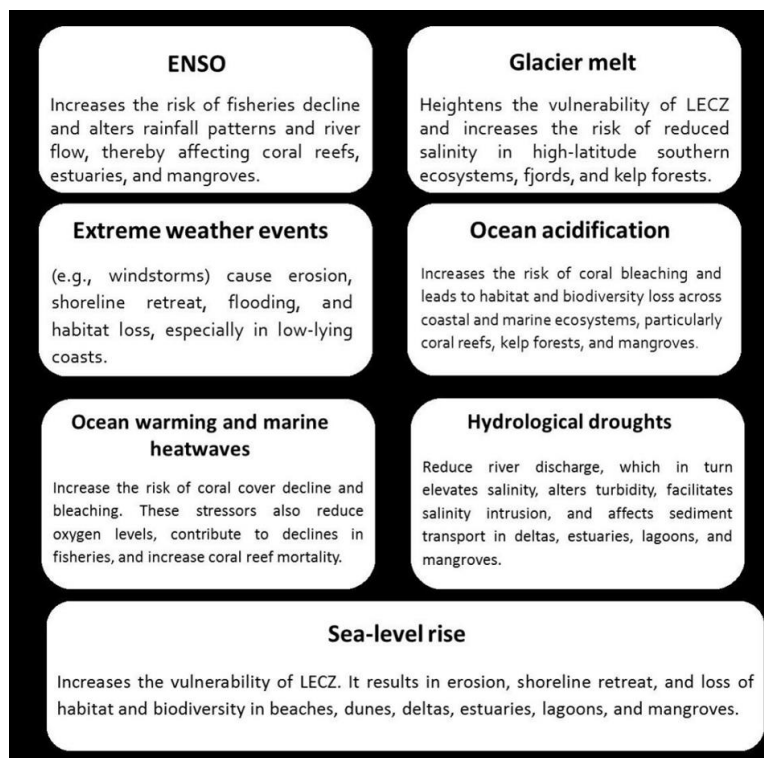 ENSO
Increases the risk of fisheries decline
and alters rainfall patterns and river
flow, thereby affecting coral reefs,
estuaries, and mangroves.
Glacier melt
Heightens the vulnerability of LECZ
and increases the risk of reduced
salinity in high-latitude southern
ecosystems, fjords, and kelp forests.
Extreme weather events
(e.g., windstorms) cause erosion,
shoreline retreat, flooding, and
habitat loss, especially in low-lying
coasts.
Ocean acidification
Increases the risk of coral bleaching and
leads to habitat and biodiversity loss across
coastal and marine ecosystems, particularly
coral reefs, kelp forests, and mangroves.
Ocean warming and marine
heatwaves
Increase the risk of coral cover decline and
bleaching. These stressors also reduce
oxygen levels, contribute to declines in
fisheries, and increase coral reef mortality.
Hydrological droughts
Reduce river discharge, which in turn
elevates salinity, alters turbidity, facilitates
salinity intrusion, and affects sediment
transport in deltas, estuaries, lagoons, and
mangroves.
Sea-level rise
Increases the vulnerability of LECZ. It results in erosion, shoreline retreat, and loss of
habitat and biodiversity in beaches, dunes, deltas, estuaries, lagoons, and mangroves.